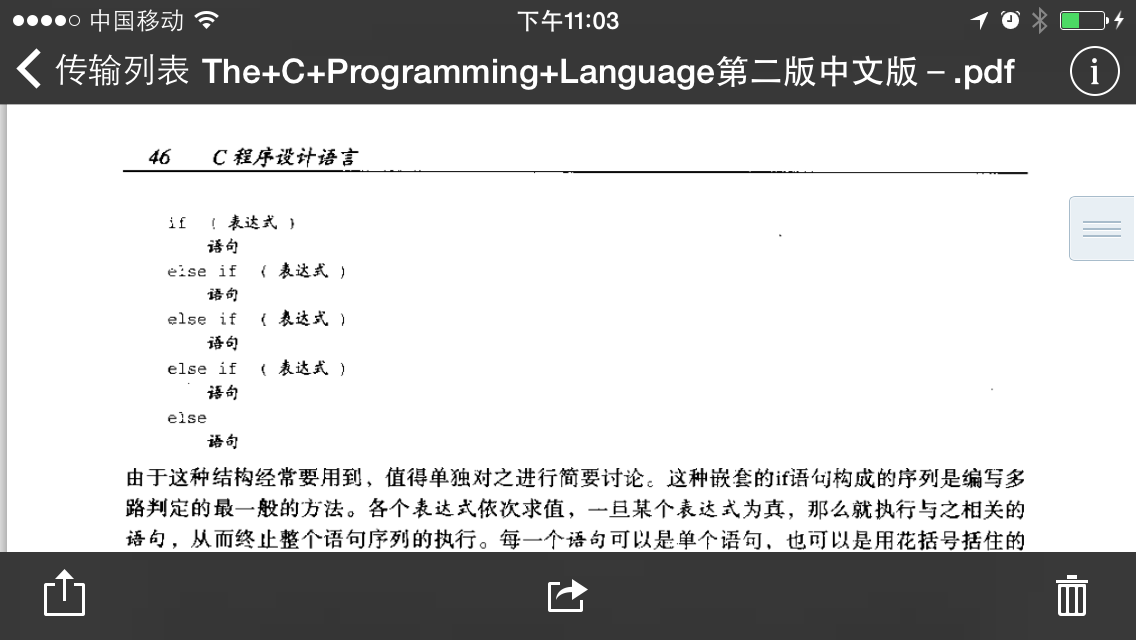 中国移动 下午11:03
传输列表 The+C+Programming+Language第二版中文版 – .pdf
46 C 程序设计语言
if ( 表达式 )
语句
else if ( 表达式 )
语句
else if ( 表达式 )
语句
else if ( 表达式 )
语句
else
语句
由于这种结构经常要用到，值得单独对之进行简要讨论。这种嵌套的if语句构成的序列是编写多
路判定的最一般的方法。各个表达式依次求值，一旦某个表达式为真，那么就执行与之相关的
语句，从而终止整个语句序列的执行。每一个语句可以是单个语句，也可以是用花括号括住的